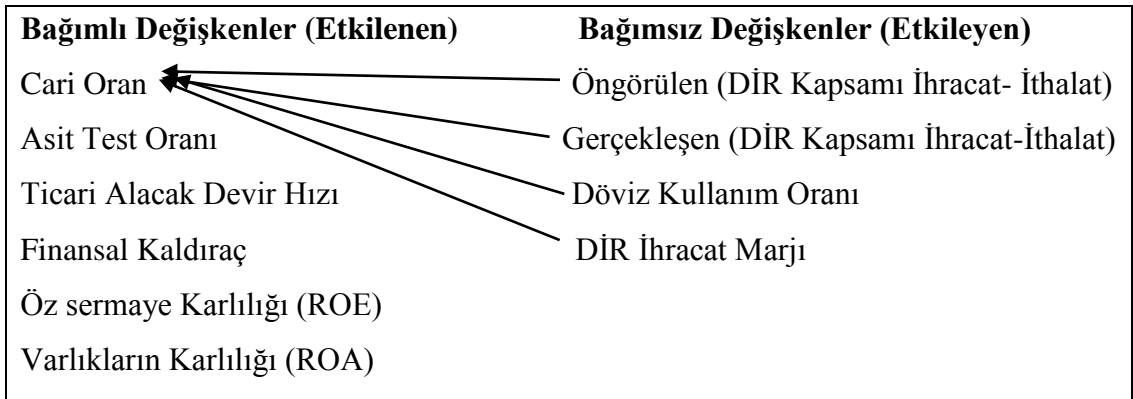 Bağımlı Değişkenler (Etkilenen) Bağımsız Değişkenler (Etkileyen)
Cari Oran Öngörülen (DİR Kapsamı İhracat- İthalat)
Asit Test Oranı Gerçekleşen (DİR Kapsamı İhracat-İthalat)
Ticari Alacak Devir Hızı Döviz Kullanım Oranı
Finansal Kaldıraç DİR İhracat Marjı
Öz sermaye Karlılığı (ROE)
Varlıkların Karlılığı (ROA)